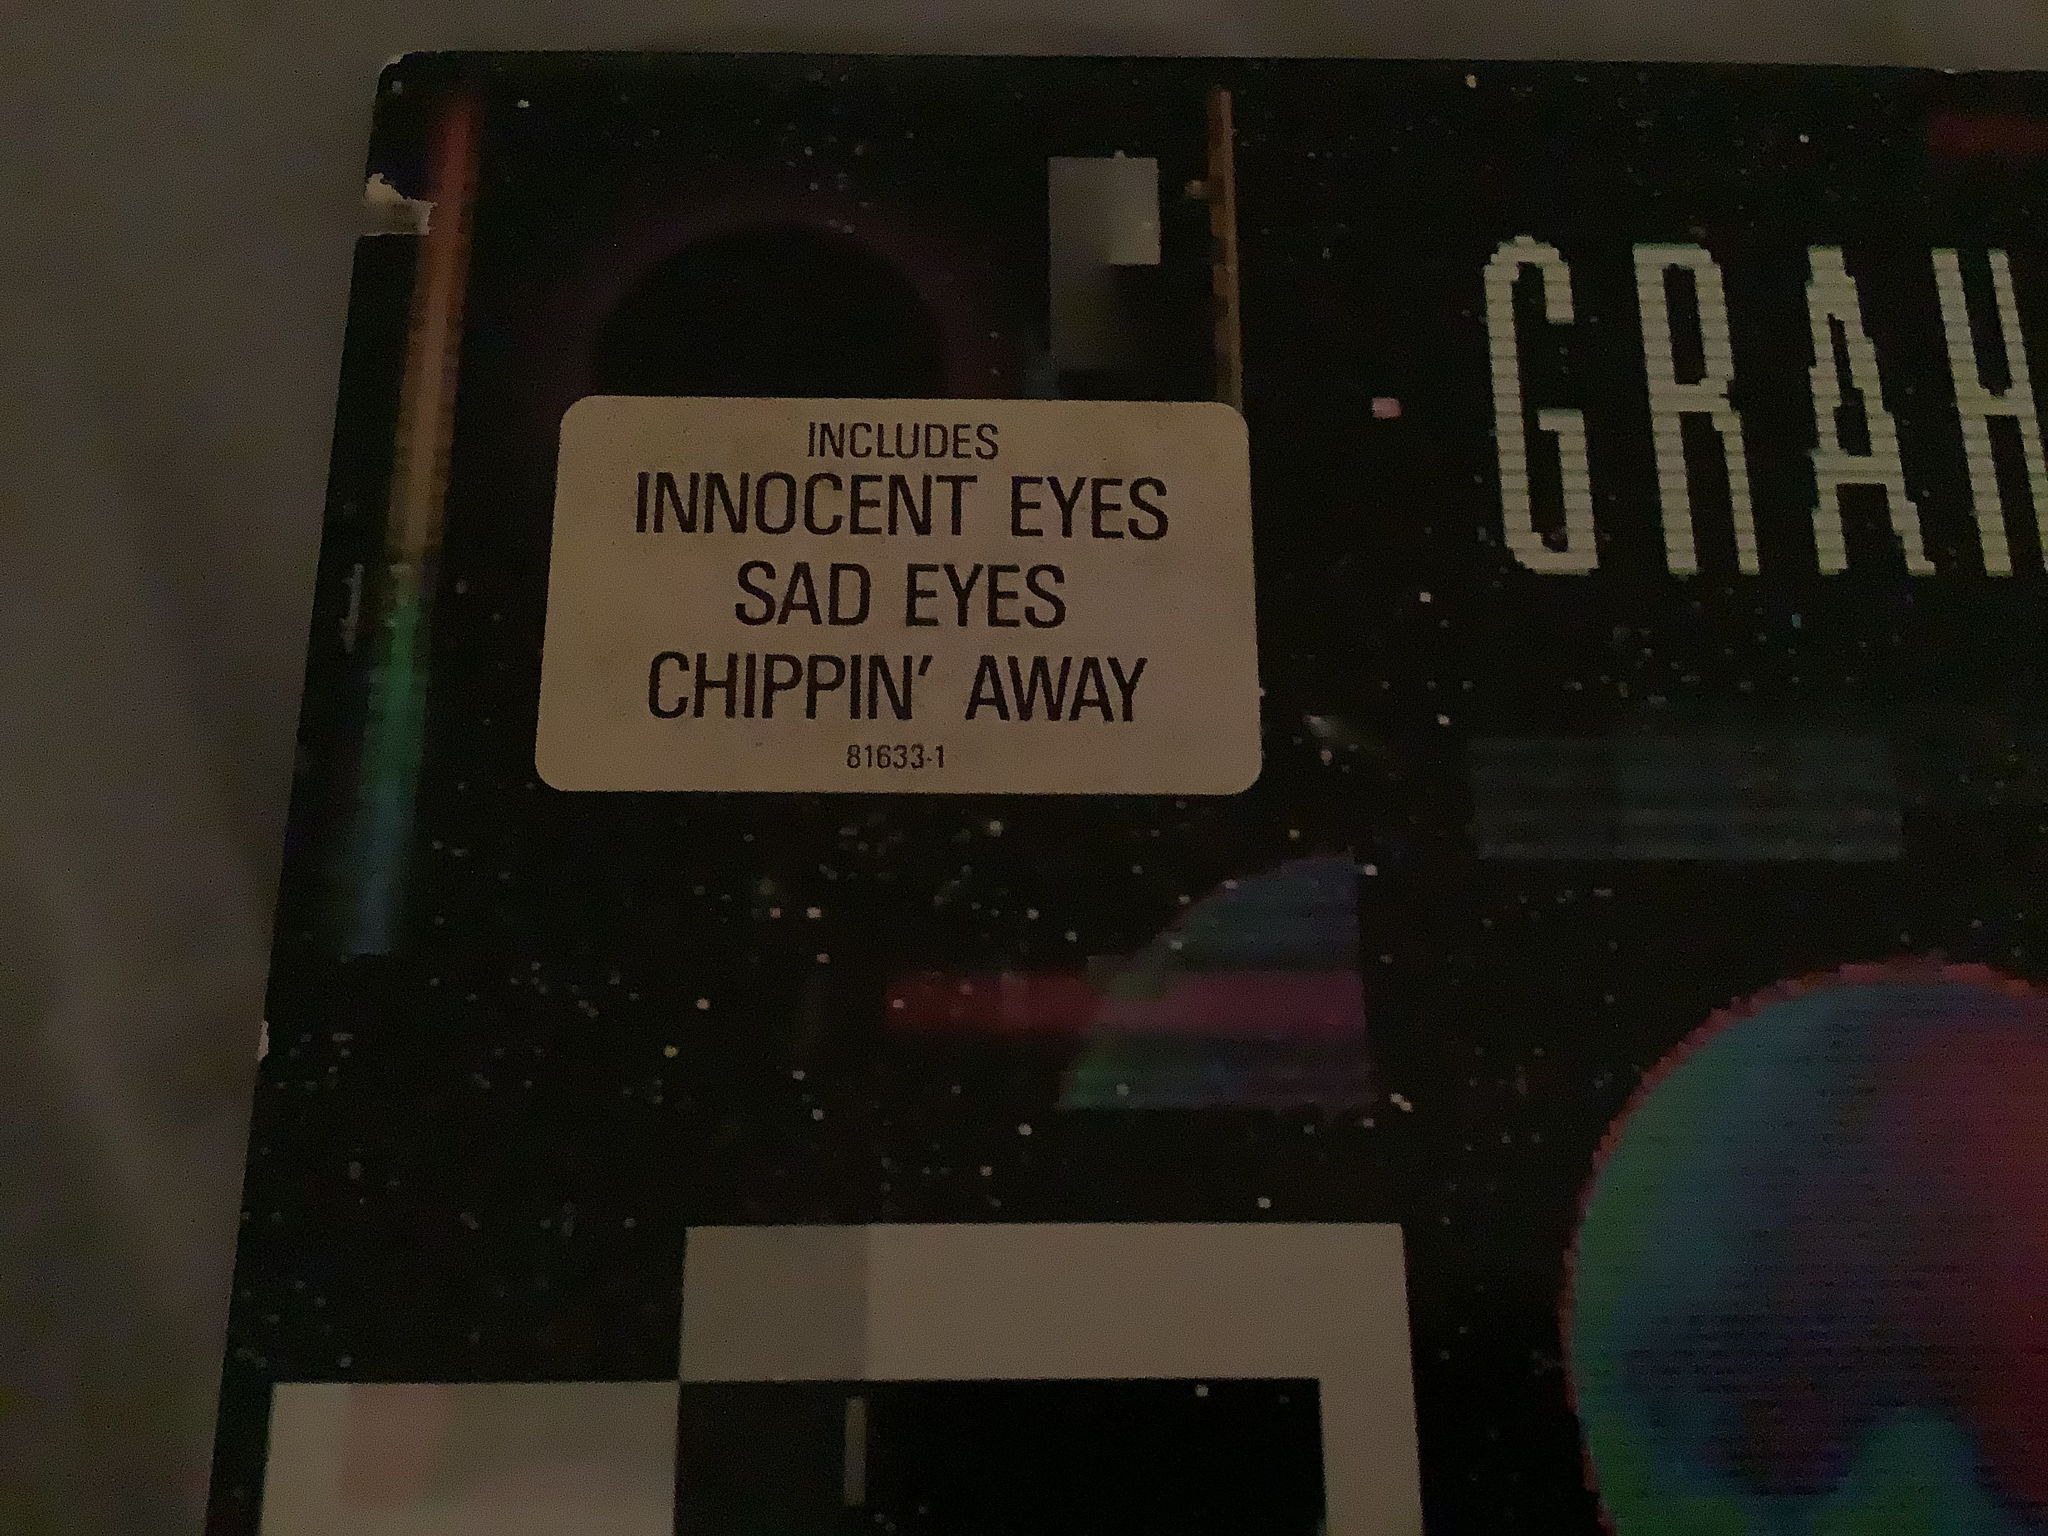 INCLUDES
INNOCENT EYES
SAD EYES
CHIPPIN' AWAY
81633-1
GRAH